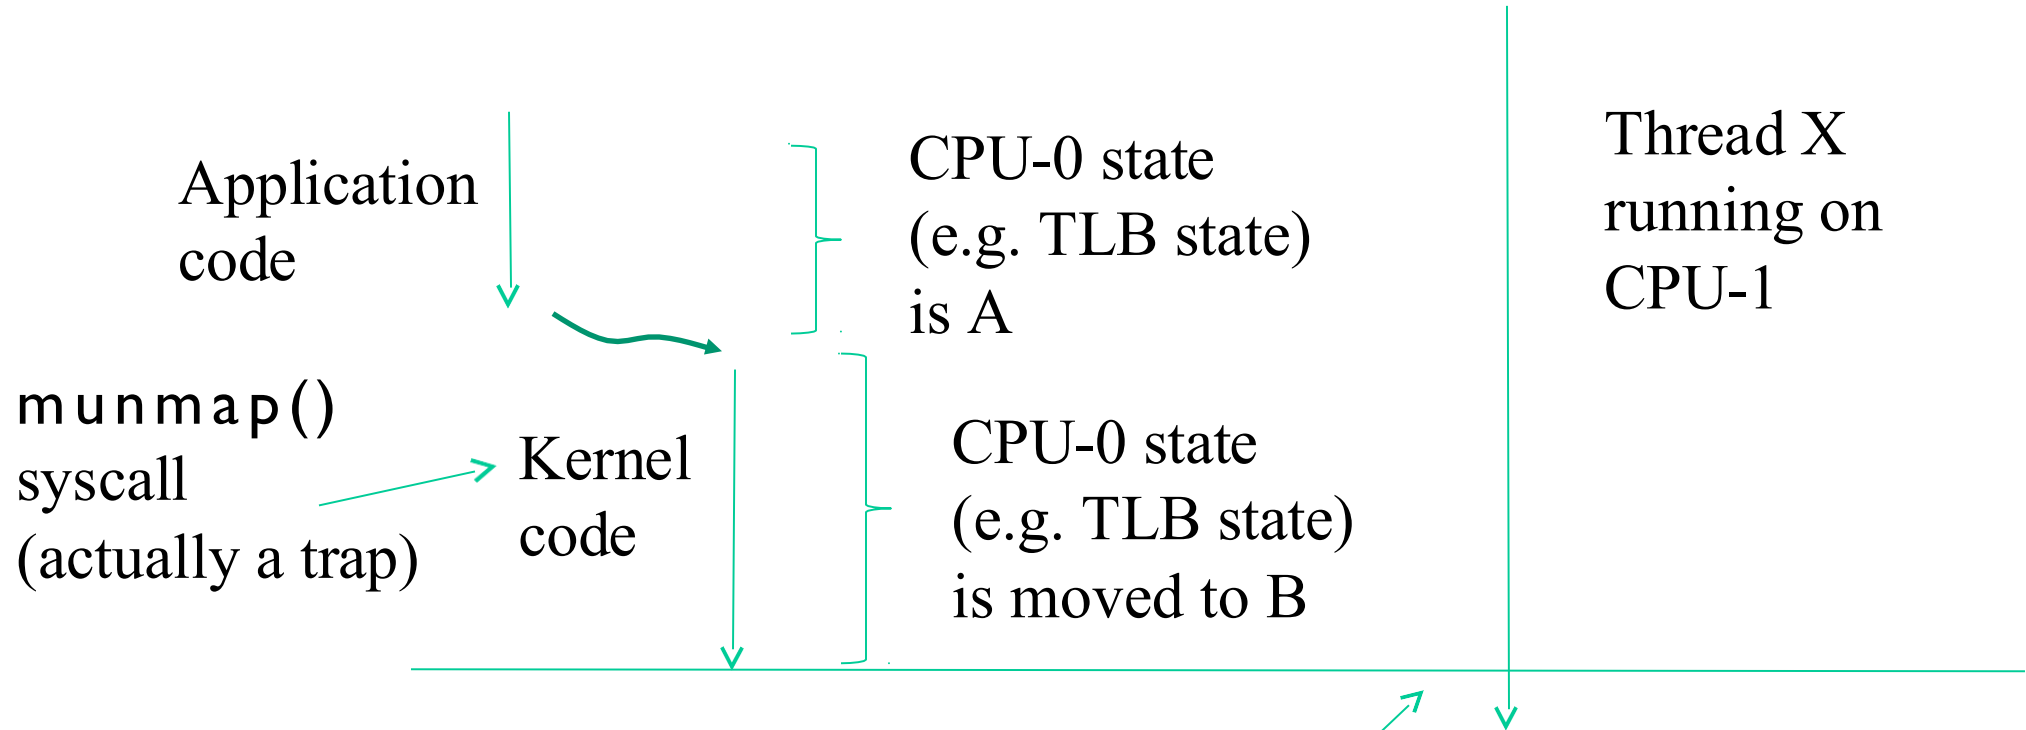 Application
code
munmap()
syscall
(actually a trap)
Kernel
code
CPU-0 state
(e.g. TLB state)
is A
CPU-0 state
(e.g. TLB state)
is moved to B
Thread X
running on
CPU-1